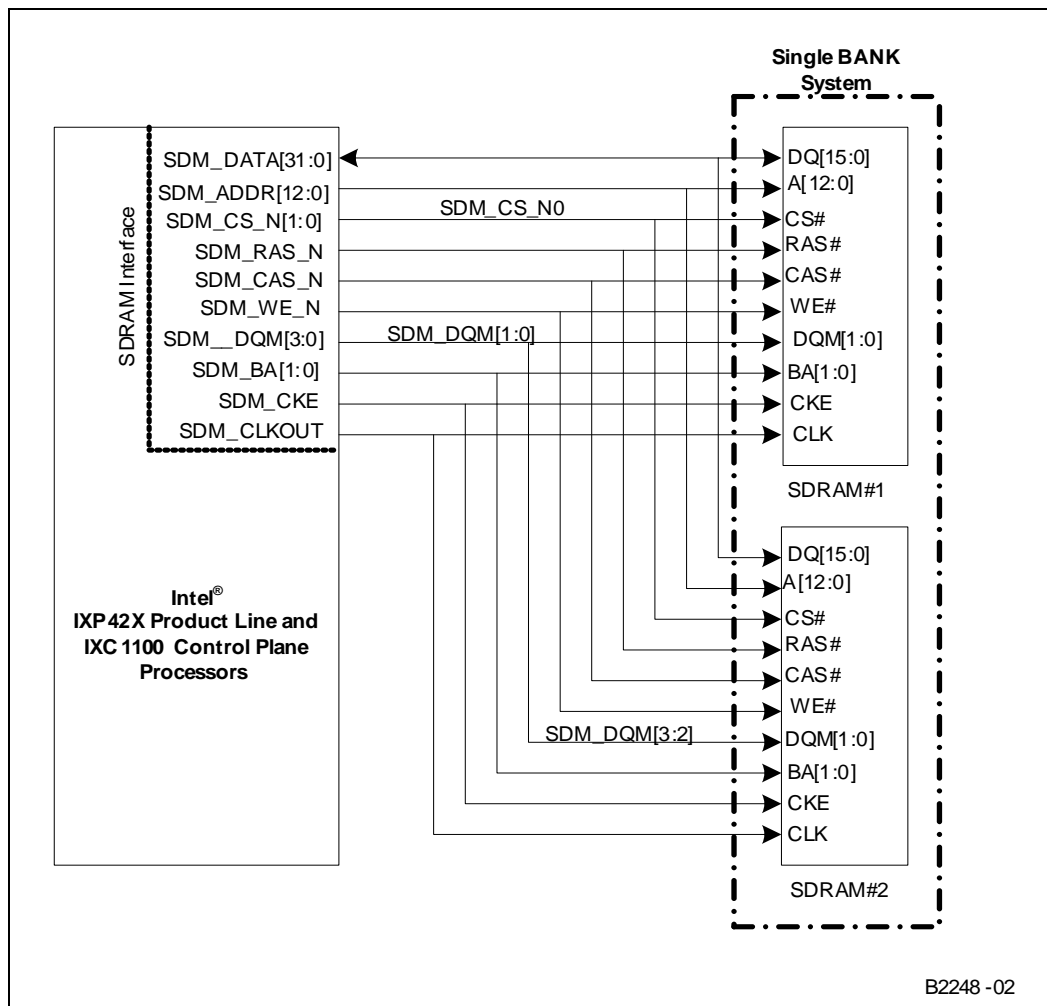 Single BANK
System
SDRAM Interface
SDM_DATA[31:0]
SDM_ADDR[12:0]
SDM_CS_N[1:0]
SDM_RAS_N
SDM_CAS_N
SDM_WE_N
SDM__DQM[3:0]
SDM_BA[1:0]
SDM_CKE
SDM_CLKOUT
SDM_CS_N0
SDM_DQM[1:0]
DQ[15:0]
A[12:0]
CS#
RAS#
CAS#
WE#
DQM[1:0]
BA[1:0]
CKE
CLK
SDRAM#1
Intel®
IXP42X Product Line and
IXC1100 Control Plane
Processors
SDM_DQM[3:2]
DQ[15:0]
A[12:0]
CS#
RAS#
CAS#
WE#
DQM[1:0]
BA[1:0]
CKE
CLK
SDRAM#2
B2248-02